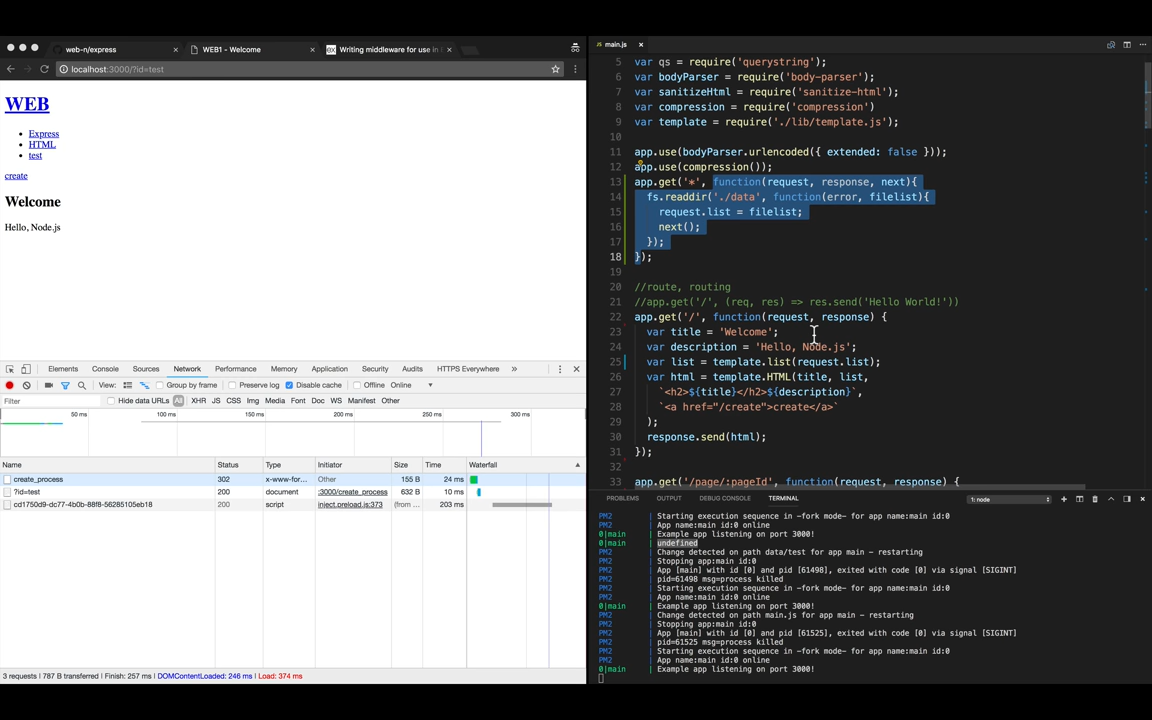 web-n/express
WEB1 - Welcome
Writing middleware for use in
localhost:3000/?id=test
WEB
Express
HTML
test
create
Welcome
Hello, Node.js
Elements Console Sources Network Performance Memory Application Security Audits HTTPS Everywhere »
View: Group by frame Preserve log Disable cache Offline Online
Filter Hide data URLs All XHR JS CSS Img Media Font Doc WS Manifest Other
50 ms 100 ms 150 ms 200 ms 250 ms 300 ms
Name Status Type Initiator Size Time Waterfall
create_process 302 x-www-for... Other 155 B 24 ms
?id=test 200 document :3000/create_process 632 B 10 ms
cd1750d9-dc77-4b0b-88f8-56285105eb18 200 script inject.preload.js:373 (from ... 203 ms
3 requests | 787 B transferred | Finish: 257 ms | DOMContentLoaded: 246 ms | Load: 374 ms
JS main.js
5 var qs = require('querystring');
6 var bodyParser = require('body-parser');
7 var sanitizeHtml = require('sanitize-html');
8 var compression = require('compression')
9 var template = require('./lib/template.js');
10
11 app.use(bodyParser.urlencoded({ extended: false }));
12 app.use(compression());
13 app.get('*', function(request, response, next){
14 fs.readdir('./data', function(error, filelist){
15 request.list = filelist;
16 next();
17 });
18 });
19
20 //route, routing
21 //app.get('/', (req, res) => res.send('Hello World!'))
22 app.get('/', function(request, response) {
23 var title = 'Welcome';
24 var description = 'Hello, Node.js';
25 var list = template.list(request.list);
26 var html = template.HTML(title, list,
27 `<h2>${title}</h2>${description}`,
28 `<a href="/create">create</a>`
29 );
30 response.send(html);
31 });
32
33 app.get('/page/:pageId', function(request, response) {
PROBLEMS OUTPUT DEBUG CONSOLE TERMINAL 1: node
PM2 | Starting execution sequence in -fork mode- for app name:main id:0
PM2 | App name:main id:0 online
0|main | Example app listening on port 3000!
0|main | undefined
PM2 | Change detected on path data/test for app main - restarting
PM2 | Stopping app:main id:0
PM2 | App [main] with id [0] and pid [61498], exited with code [0] via signal [SIGINT]
PM2 | pid=61498 msg=process killed
PM2 | Starting execution sequence in -fork mode- for app name:main id:0
PM2 | App name:main id:0 online
0|main | Example app listening on port 3000!
PM2 | Change detected on path main.js for app main - restarting
PM2 | Stopping app:main id:0
PM2 | App [main] with id [0] and pid [61525], exited with code [0] via signal [SIGINT]
PM2 | pid=61525 msg=process killed
PM2 | Starting execution sequence in -fork mode- for app name:main id:0
PM2 | App name:main id:0 online
0|main | Example app listening on port 3000!